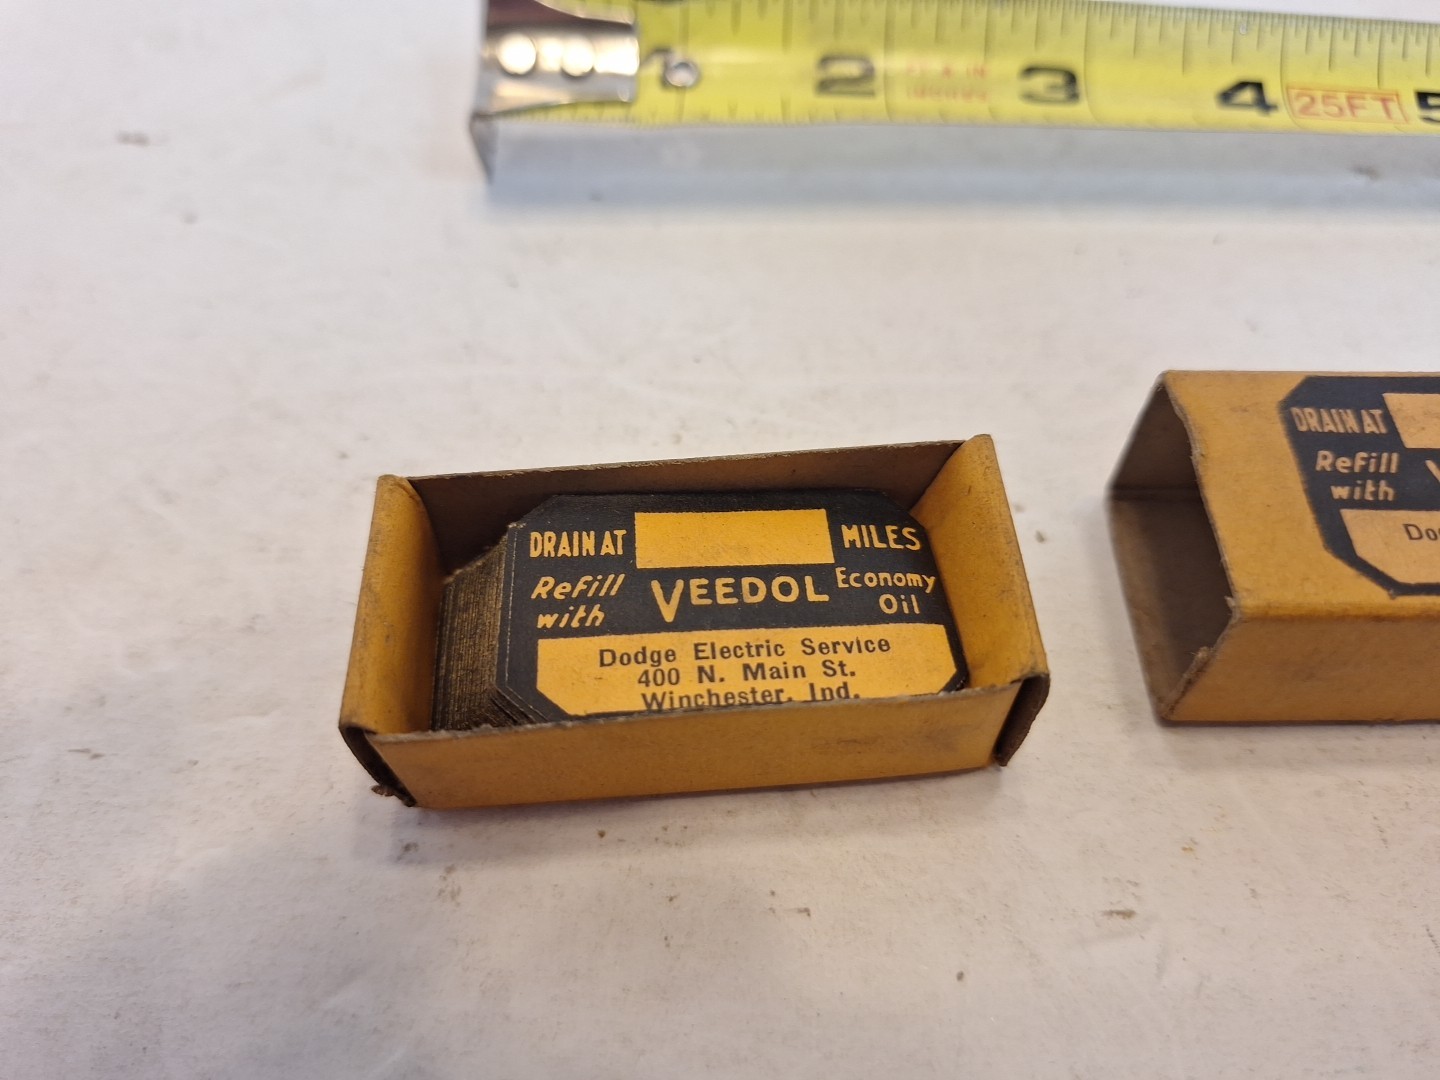 2 3 4 25FT 5
DRAIN AT MILES
ReFill with VEEDOL Economy Oil
Dodge Electric Service
400 N. Main St.
Winchester, Ind.
DRAIN AT
ReFill
with